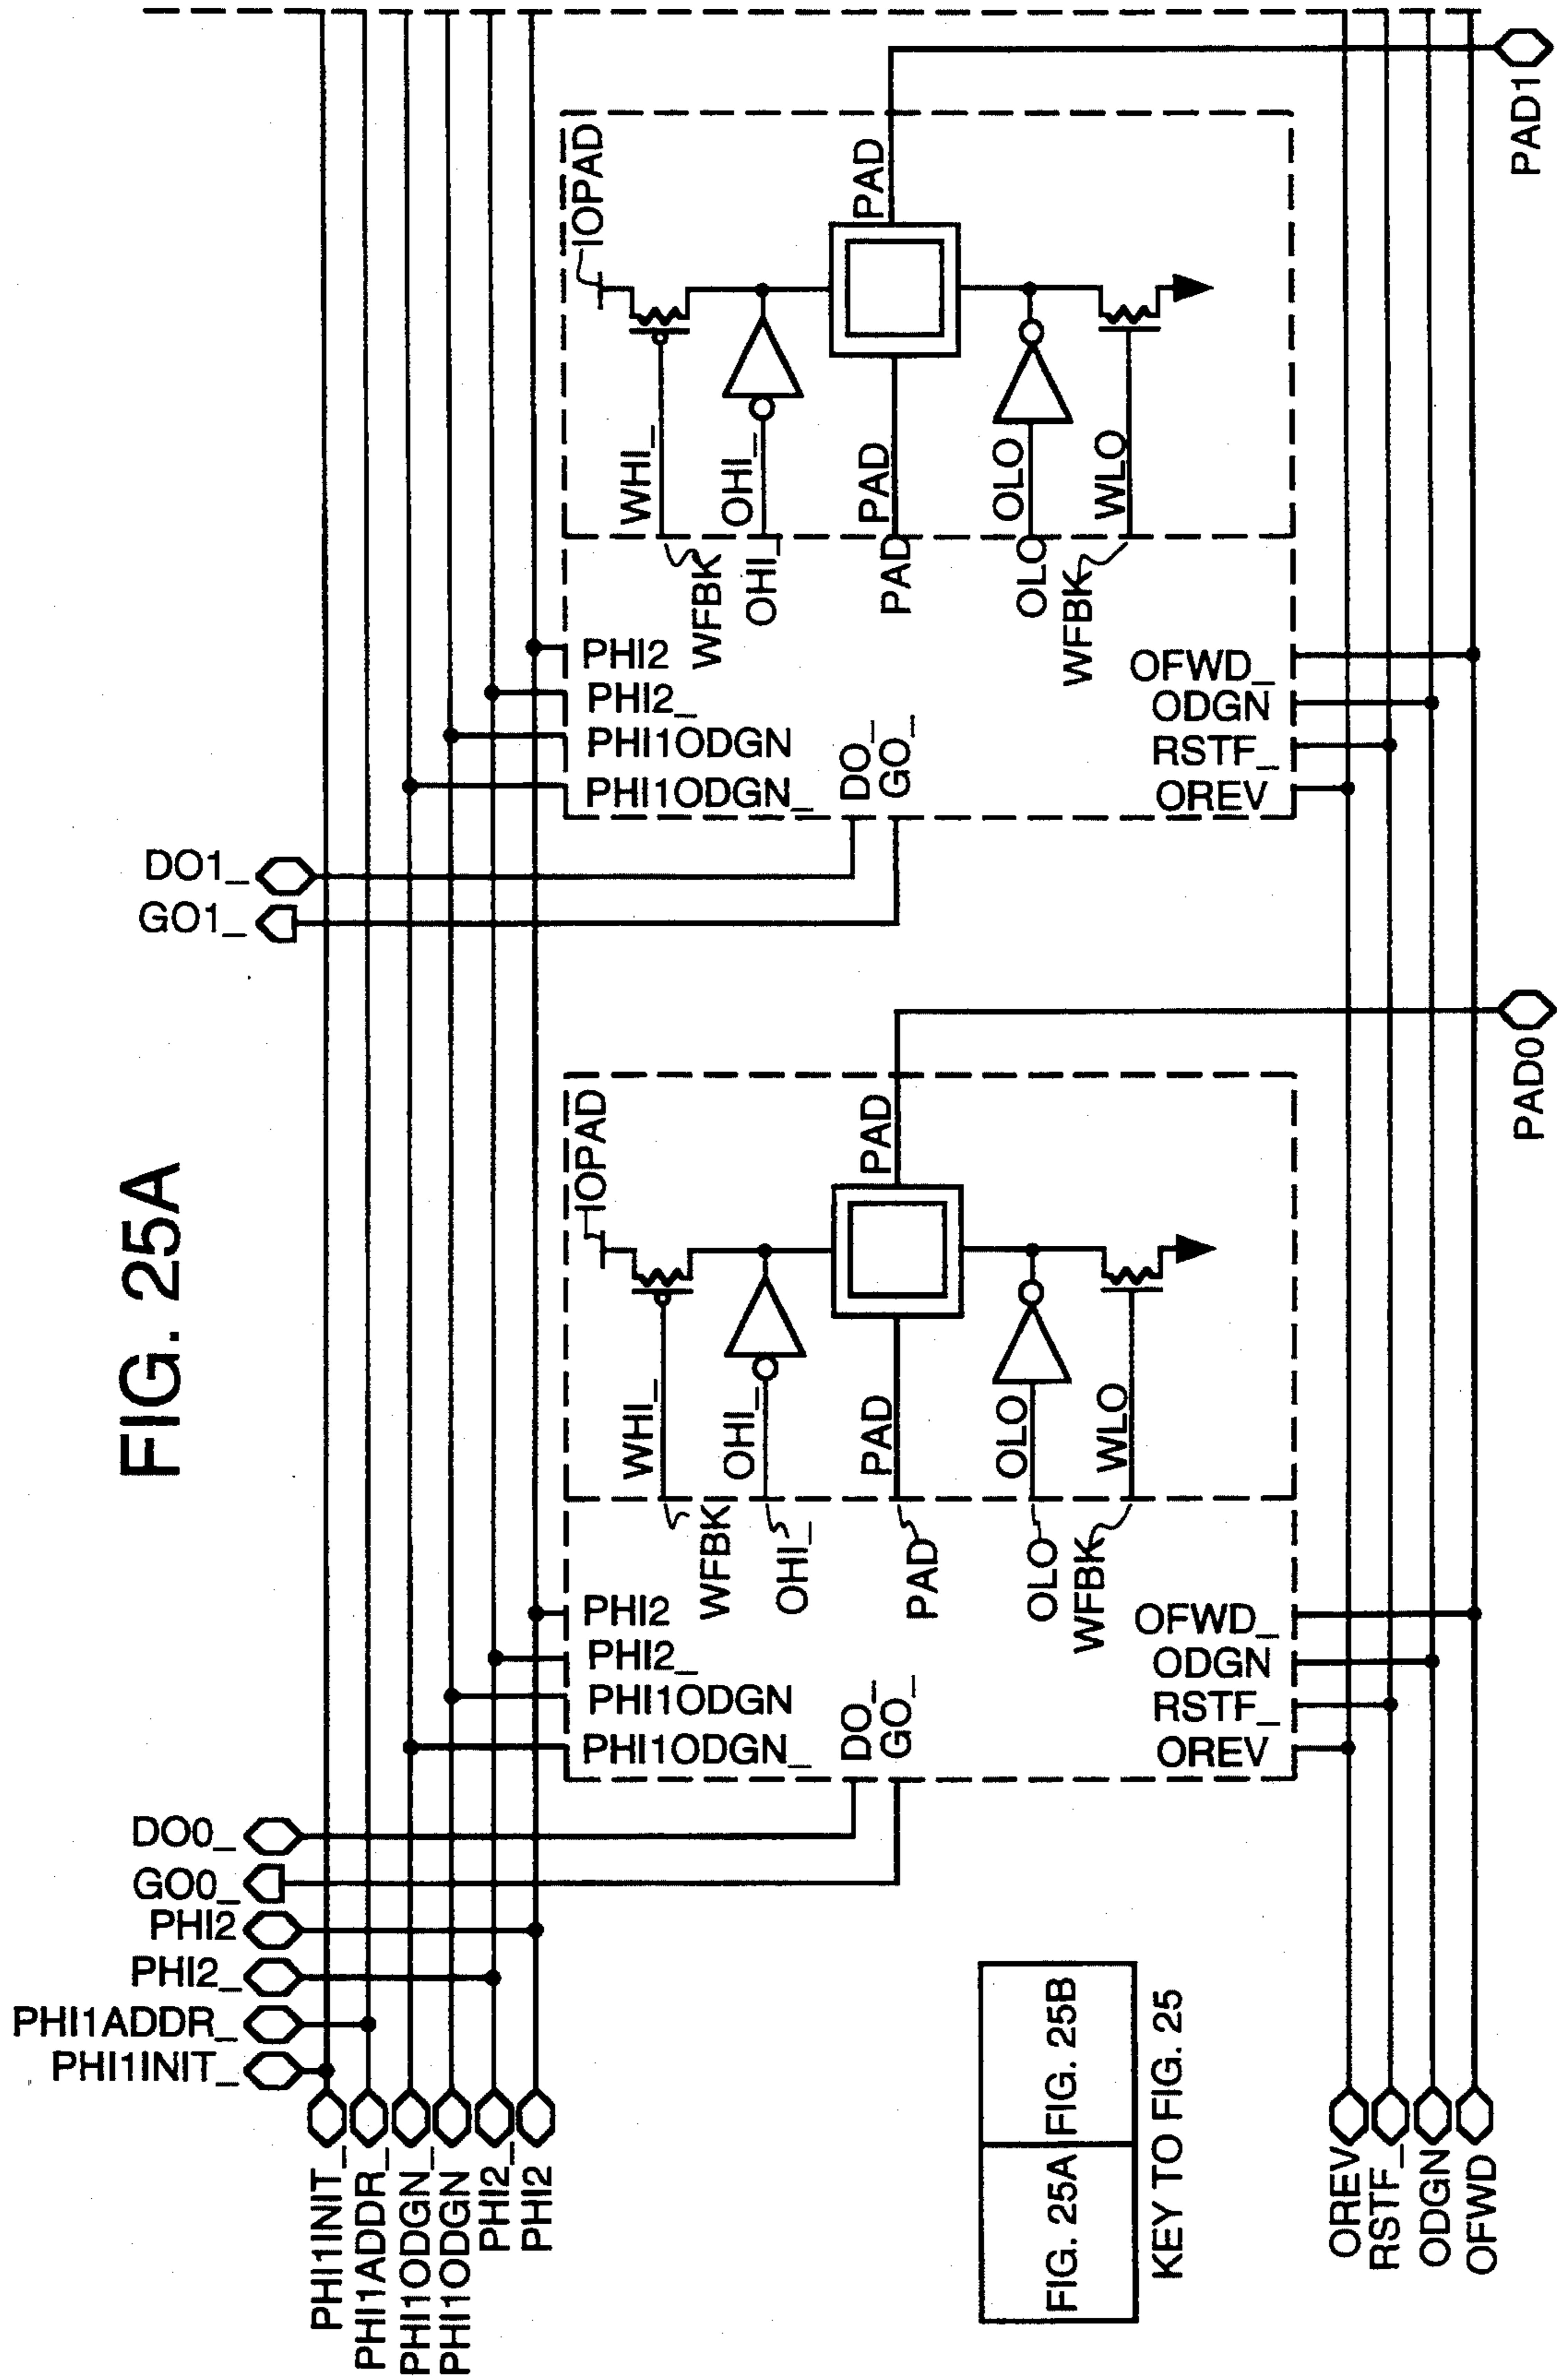 FIG. 25A
PHI1INIT_
PHI1ADDR_
PHI2_
PHI2
GO0_
DO0_
GO1_
DO1_
PHI1INIT_
PHI1ADDR_
PHI1ODGN_
PHI1ODGN
PHI2_
PHI2
PHI1ODGN_
PHI1ODGN
PHI2_
PHI2
DO_
GO_
OREV
RSTF_
ODGN
OFWD_
WFBK
OHI_
PAD
OLO
WFBK
WHI_
OHI_
PAD
OLO
WLO
IOPAD
PAD
PAD0
PHI1ODGN_
PHI1ODGN
PHI2_
PHI2
DO_
GO_
OREV
RSTF_
ODGN
OFWD_
WFBK
OHI_
PAD
OLO
WFBK
WHI_
OHI_
PAD
OLO
WLO
IOPAD
PAD
PAD1
FIG. 25A FIG. 25B
KEY TO FIG. 25
OREV
RSTF_
ODGN
OFWD